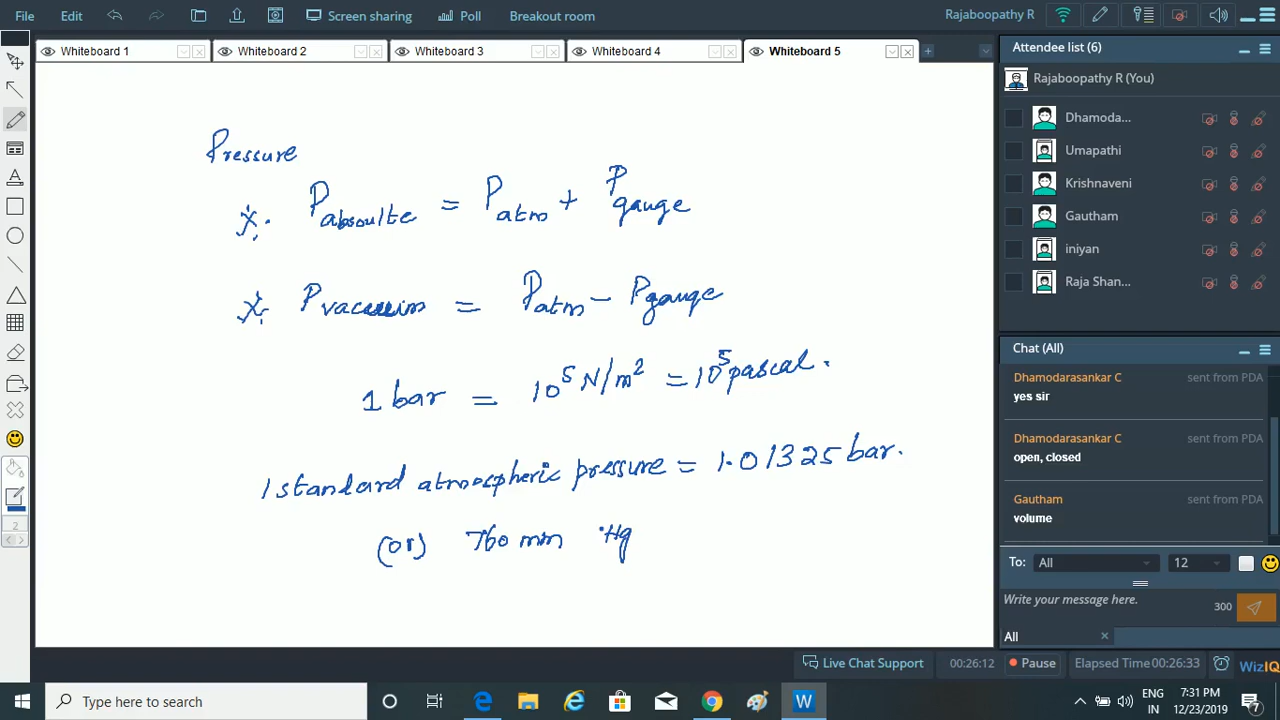 File Edit Screen sharing Poll Breakout room Rajaboopathy R
Whiteboard 1 Whiteboard 2 Whiteboard 3 Whiteboard 4 Whiteboard 5
Attendee list (6)
Rajaboopathy R (You)
Dhamoda...
Umapathi
Krishnaveni
Gautham
iniyan
Raja Shan...
Pressure
P absoulte = P atm + P gauge
P vacuum = P atm − P gauge
1 bar = 10⁵ N/m² = 10⁵ pascal.
1 standard atmospheric pressure = 1.01325 bar.
(or) 760 mm Hg
2
Chat (All)
Dhamodarasankar C sent from PDA
yes sir
Dhamodarasankar C sent from PDA
open, closed
Gautham sent from PDA
volume
To: All 12
Write your message here. 300
All
Live Chat Support 00:26:12 Pause Elapsed Time 00:26:33 WizIQ
Type here to search
ENG 7:31 PM
IN 12/23/2019 7